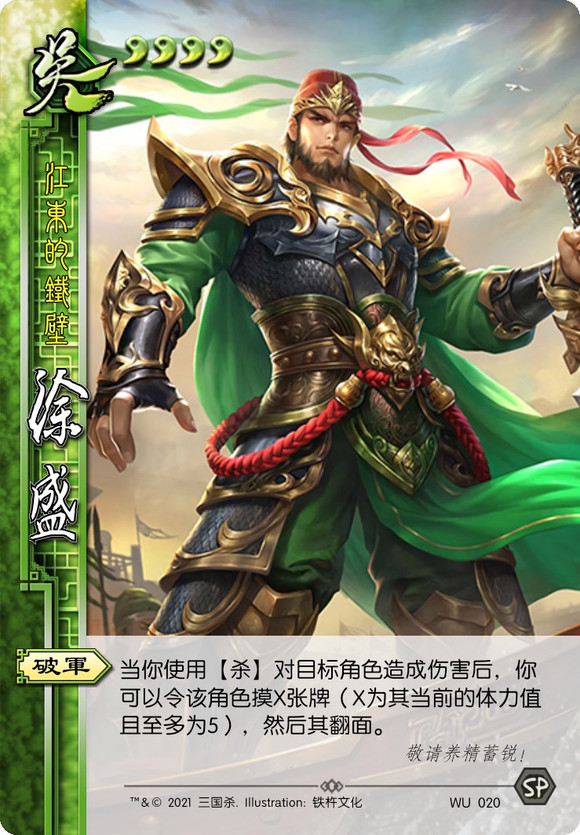 吴
江東的鐵壁
徐盛
破軍
当你使用【杀】对目标角色造成伤害后，你
可以令该角色摸X张牌（X为其当前的体力值
且至多为5），然后其翻面。
敬请养精蓄锐！
™&© 2021 三国杀. Illustration: 铁杵文化
WU 020
SP